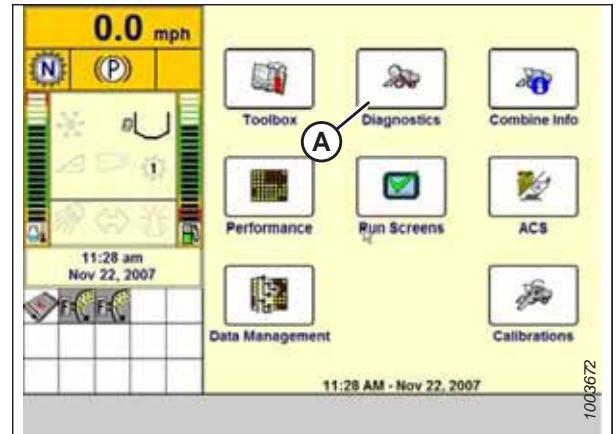 0.0 mph
N
(P)
1
11:28 am
Nov 22, 2007
F
F
Toolbox
Diagnostics
Combine Info
A
Performance
Run Screens
ACS
Data Management
Calibrations
11:28 AM - Nov 22, 2007
1003672